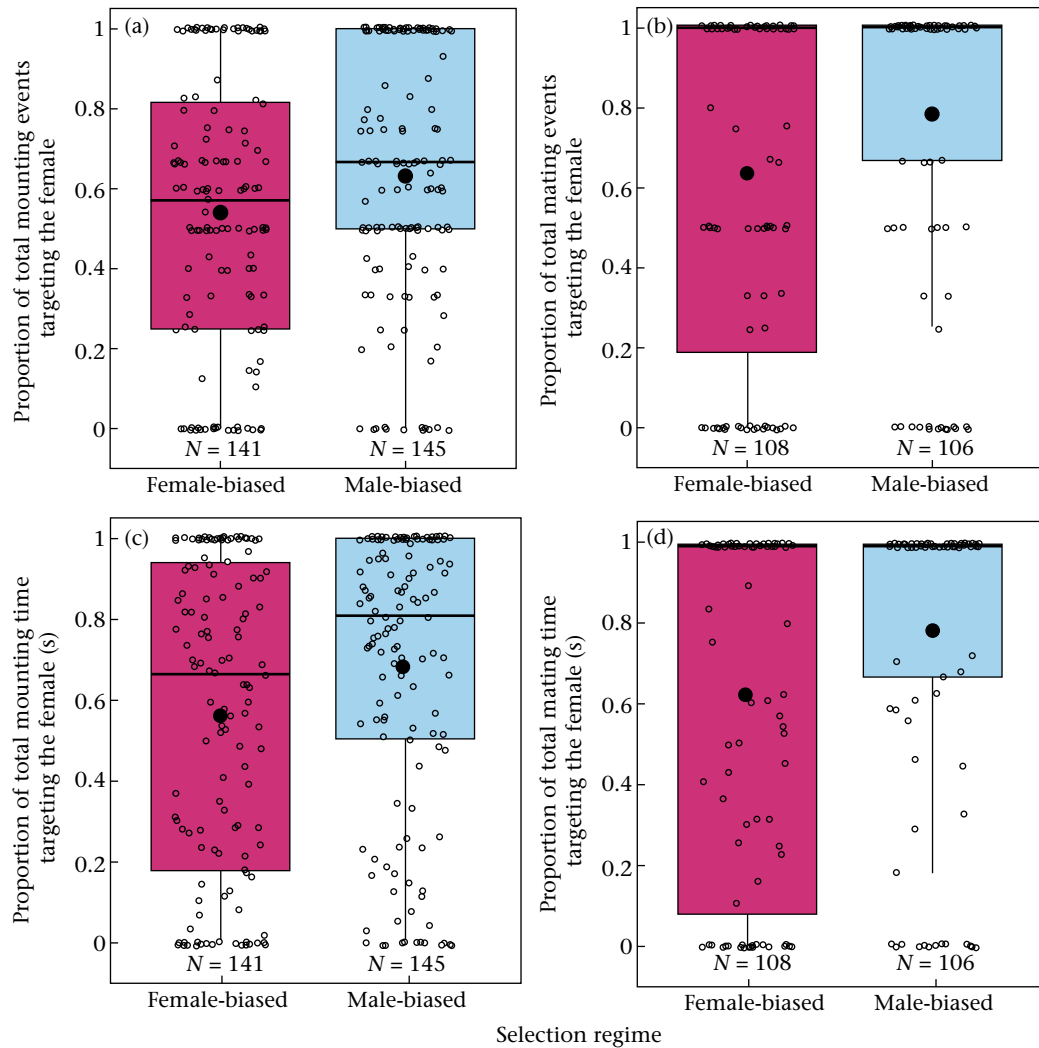 (a)
Proportion of total mounting events
targeting the female
1
0.8
0.6
0.4
0.2
0
N = 141
N = 145
Female-biased
Male-biased
(b)
Proportion of total mating events
targeting the female
1
0.8
0.6
0.4
0.2
0
N = 108
N = 106
Female-biased
Male-biased
(c)
Proportion of total mounting time
targeting the female (s)
1
0.8
0.6
0.4
0.2
0
N = 141
N = 145
Female-biased
Male-biased
(d)
Proportion of total mating time
targeting the female (s)
1
0.8
0.6
0.4
0.2
0
N = 108
N = 106
Female-biased
Male-biased
Selection regime